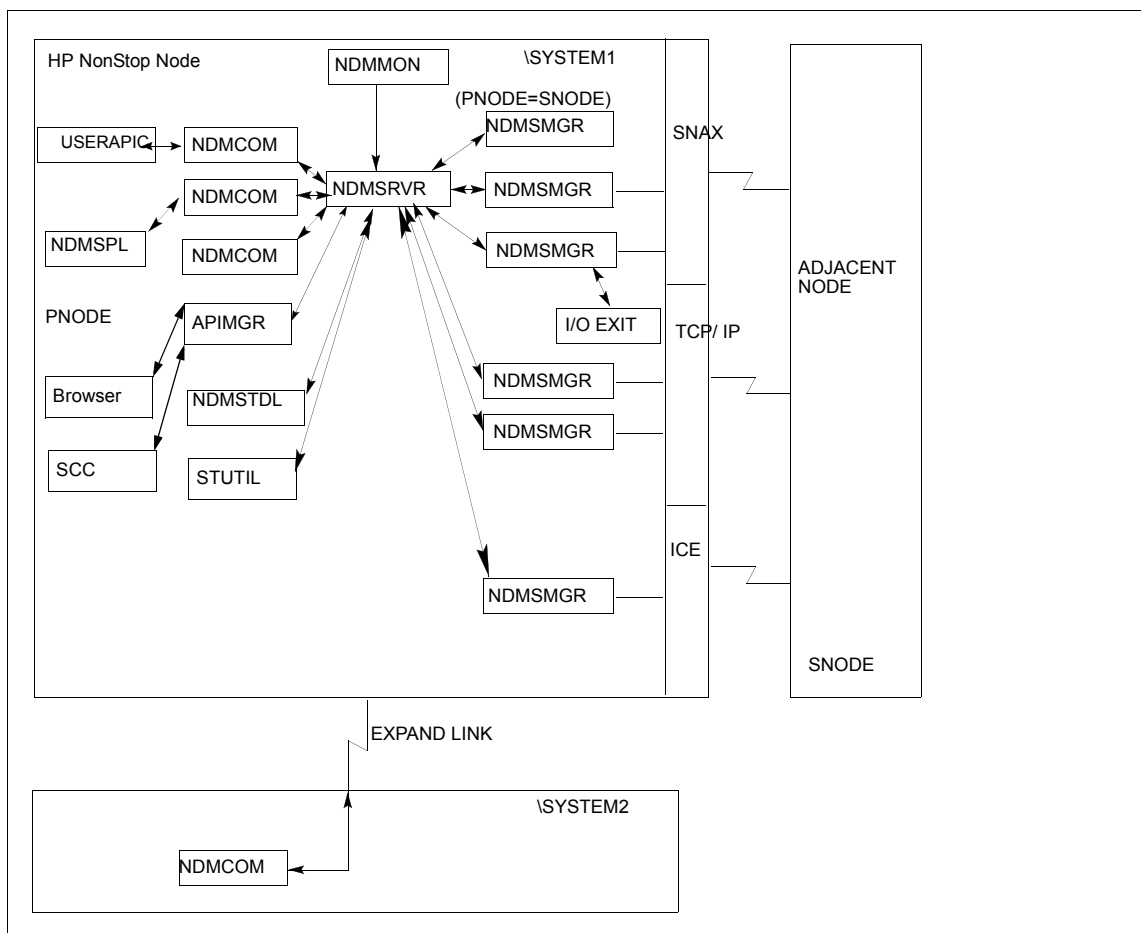 HP NonStop Node
\SYSTEM1
NDMMON
(PNODE=SNODE)
NDMSMGR
SNAX
USERAPIC
NDMCOM
NDMCOM
NDMSRVR
NDMSMGR
NDMSPL
NDMCOM
NDMSMGR
ADJACENT
NODE
PNODE
APIMGR
I/O EXIT
TCP/ IP
Browser
NDMSTDL
NDMSMGR
NDMSMGR
SCC
STUTIL
ICE
NDMSMGR
SNODE
EXPAND LINK
\SYSTEM2
NDMCOM